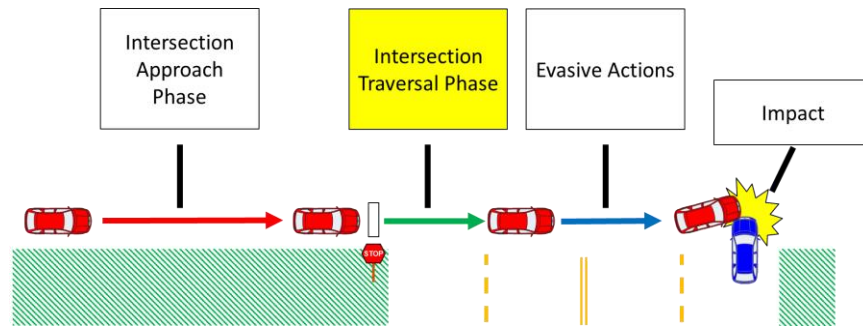 Intersection
Approach
Phase
Intersection
Traversal Phase
Evasive Actions
Impact
STOP